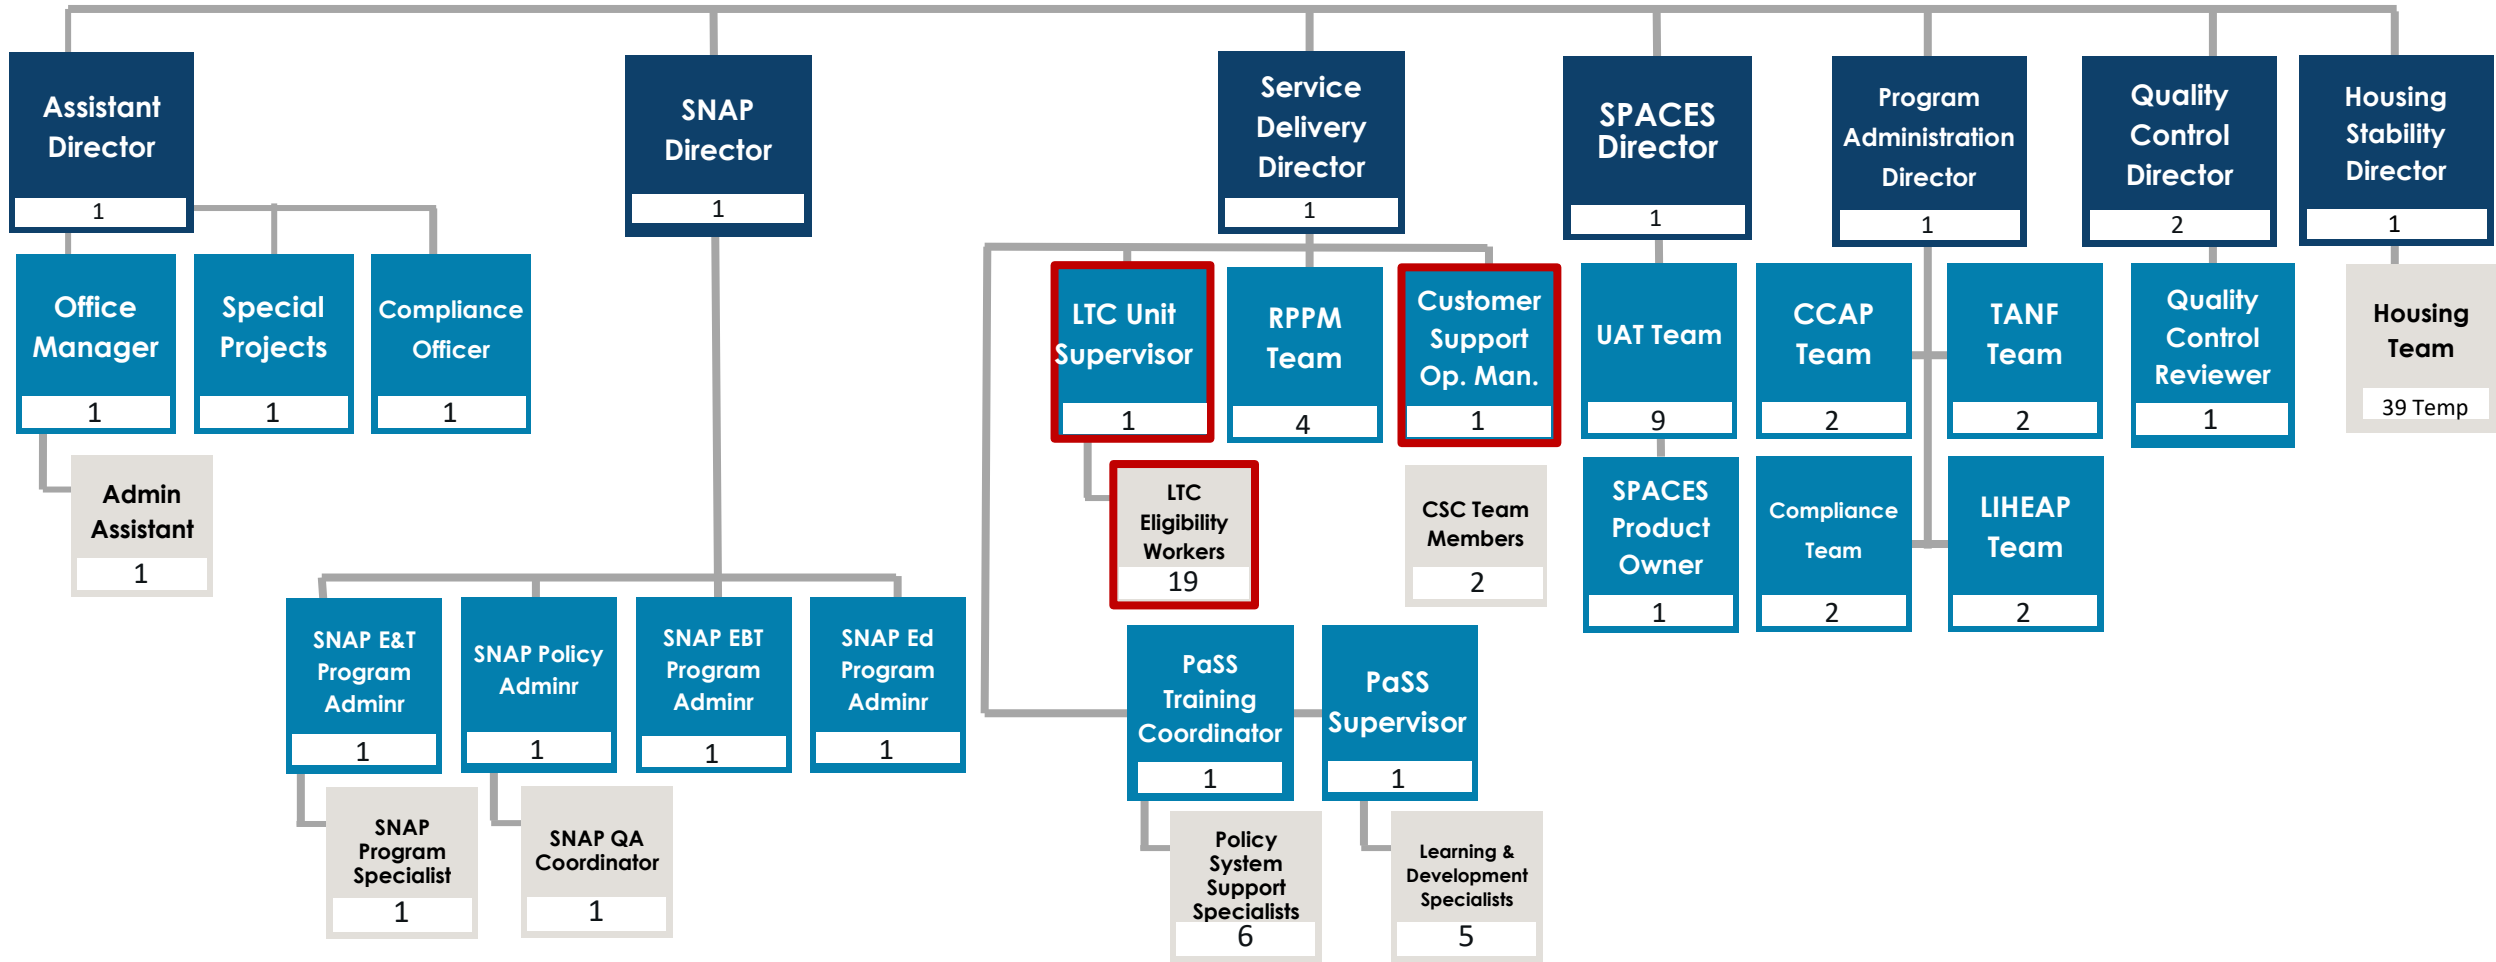 Assistant
Director
1
SNAP
Director
1
Service
Delivery
Director
1
SPACES
Director
1
Program
Administration
Director
1
Quality
Control
Director
2
Housing
Stability
Director
1
Office
Manager
1
Special
Projects
1
Compliance
Officer
1
Admin
Assistant
1
LTC Unit
Supervisor
1
RPPM
Team
4
Customer
Support
Op. Man.
1
UAT Team
9
CCAP
Team
2
TANF
Team
2
Quality
Control
Reviewer
1
Housing
Team
39 Temp
LTC
Eligibility
Workers
19
CSC Team
Members
2
SPACES
Product
Owner
1
Compliance
Team
2
LIHEAP
Team
2
SNAP E&T
Program
Adminr
1
SNAP Policy
Adminr
1
SNAP EBT
Program
Adminr
1
SNAP Ed
Program
Adminr
1
PaSS
Training
Coordinator
1
PaSS
Supervisor
1
SNAP
Program
Specialist
1
SNAP QA
Coordinator
1
Policy
System
Support
Specialists
6
Learning &
Development
Specialists
5